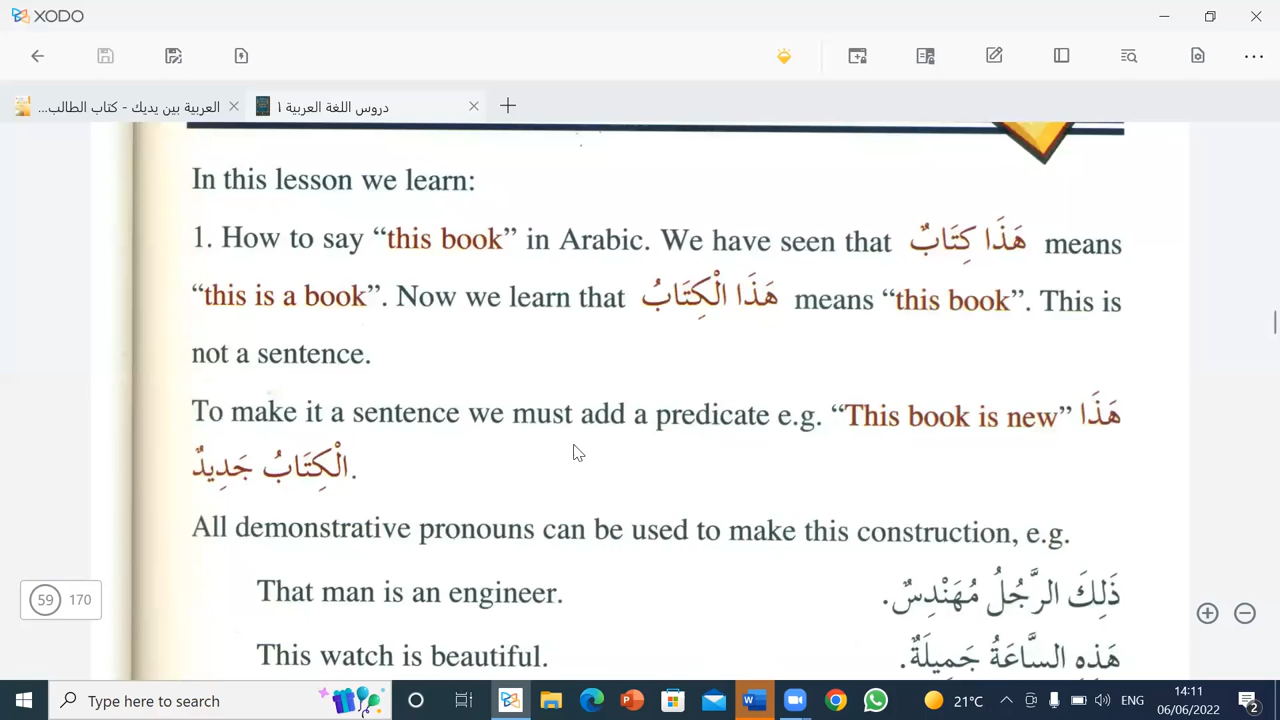 XODO
العربية بين يديك - كتاب الطالب...
دروس اللغة العربية ١
In this lesson we learn:
1. How to say “this book” in Arabic. We have seen that هَذَا كِتَابٌ means
“this is a book”. Now we learn that هَذَا الْكِتَابُ means “this book”. This is
not a sentence.
To make it a sentence we must add a predicate e.g. “This book is new” هَذَا
الْكِتَابُ جَدِيدٌ.
All demonstrative pronouns can be used to make this construction, e.g.
That man is an engineer. ذَلِكَ الرَّجُلُ مُهَنْدِسٌ.
This watch is beautiful. هَذِهِ السَّاعَةُ جَمِيلَةٌ.
59 170
Type here to search
21°C
ENG
14:11
06/06/2022
2